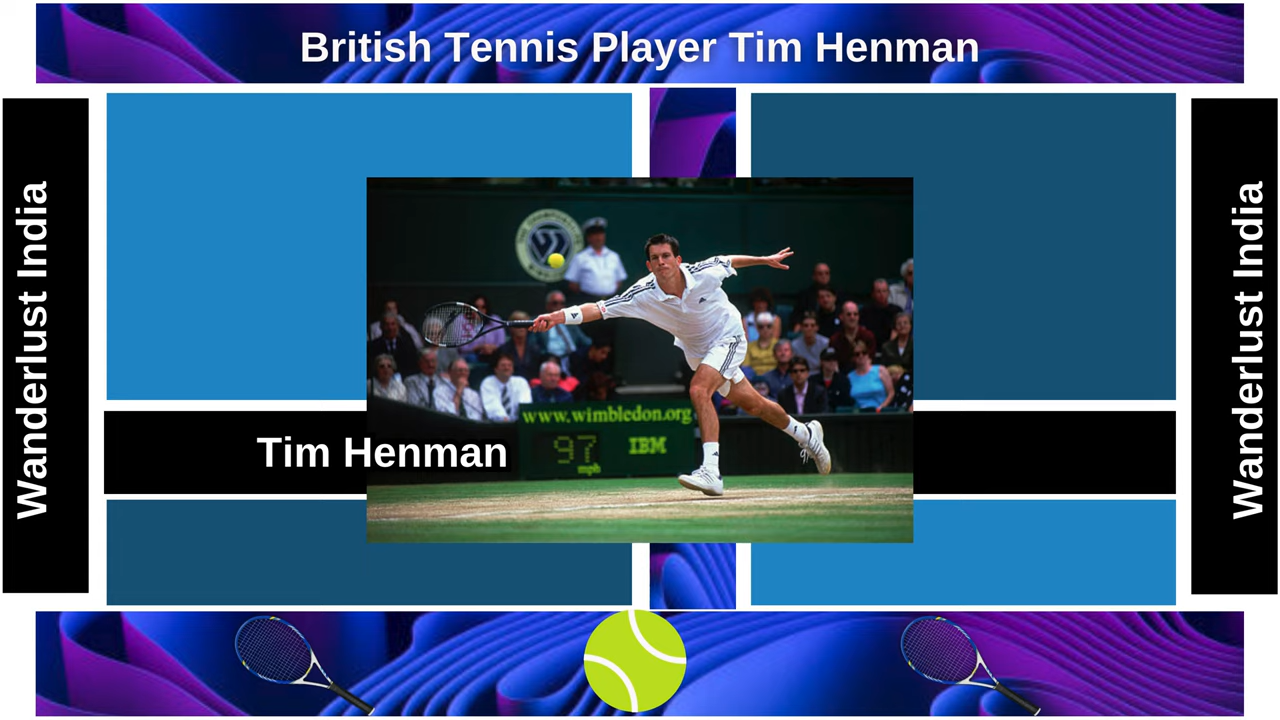 British Tennis Player Tim Henman
Wanderlust India
www.wimbledon.org
97
mph
IBM
Tim Henman
Wanderlust India